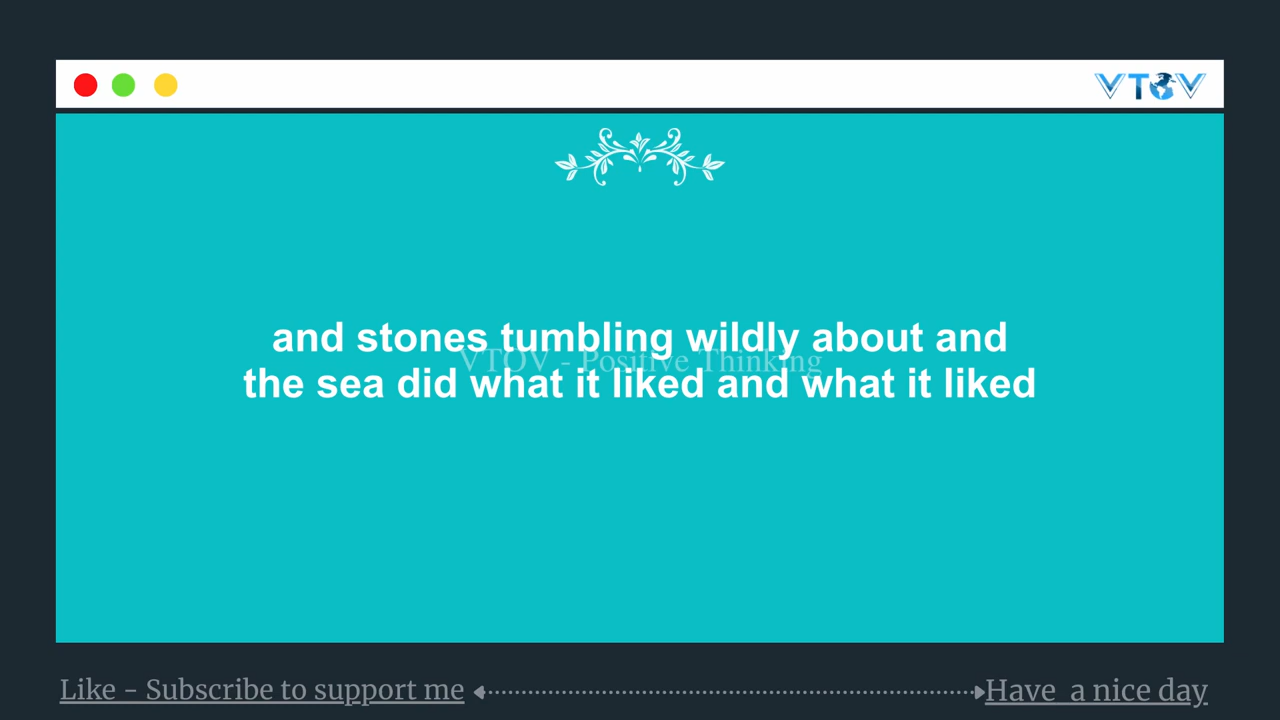 VTOV
and stones tumbling wildly about and
VTOV - Positive Thinking
the sea did what it liked and what it liked
Like - Subscribe to support me
Have a nice day